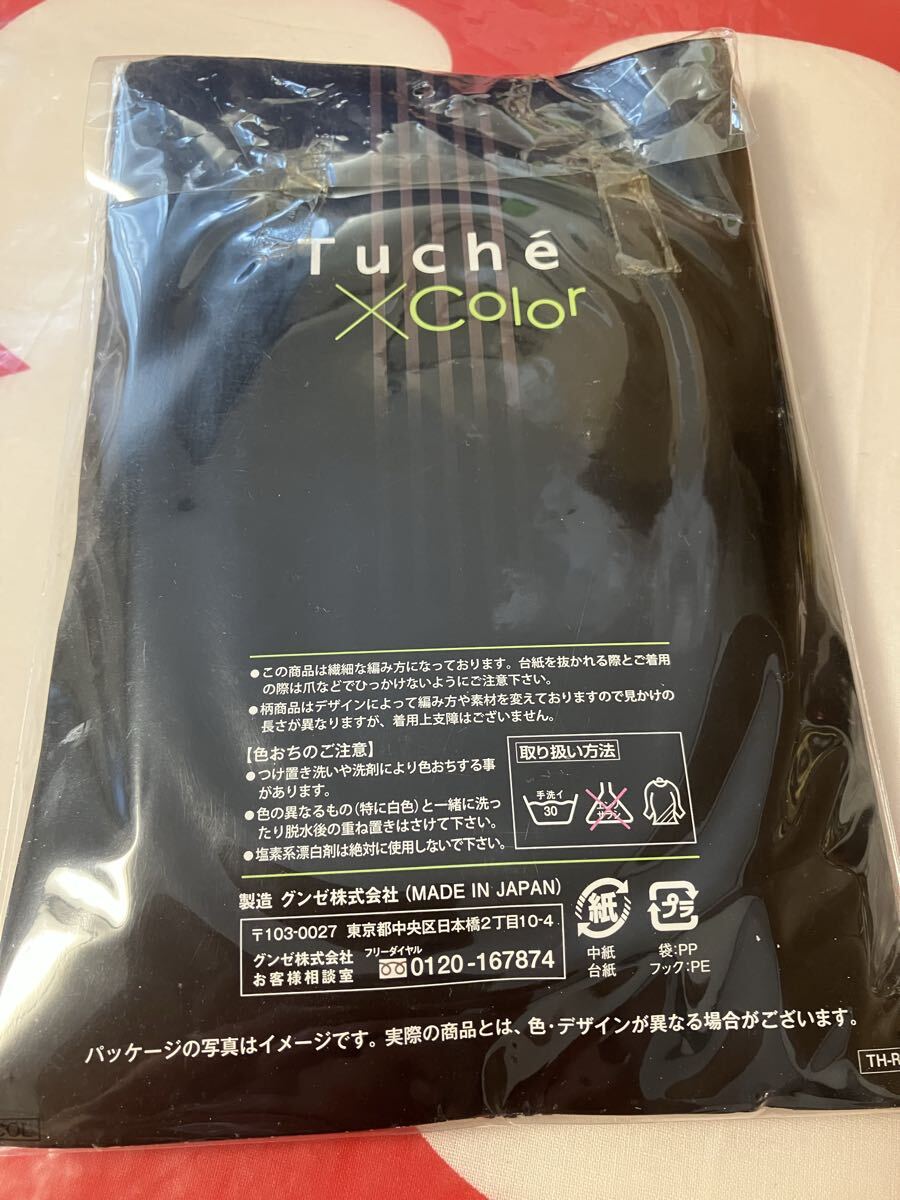 Tuché
×Color
●この商品は繊細な編み方になっております。台紙を抜かれる際とご着用
の際は爪などでひっかけないようにご注意下さい。
●柄商品はデザインによって編み方や素材を変えておりますので見かけの
長さが異なりますが、着用上支障はございません。
【色おちのご注意】
●つけ置き洗いや洗剤により色おちする事
があります。
●色の異なるもの（特に白色）と一緒に洗っ
たり脱水後の重ね置きはさけて下さい。
●塩素系漂白剤は絶対に使用しないで下さい。
取り扱い方法
手洗イ
30
エンソ
サラシ
製造 グンゼ株式会社（MADE IN JAPAN）
〒103-0027 東京都中央区日本橋2丁目10-4
グンゼ株式会社
お客様相談室
フリーダイヤル
0120-167874
紙
中紙
台紙
プラ
袋:PP
フック:PE
パッケージの写真はイメージです。実際の商品とは、色・デザインが異なる場合がございます。
TH-R
COL